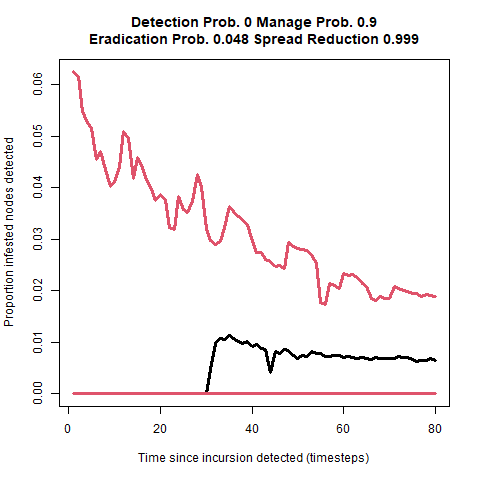 Detection Prob. 0 Manage Prob. 0.9
Eradication Prob. 0.048 Spread Reduction 0.999
Proportion infested nodes detected
0.06
0.05
0.04
0.03
0.02
0.01
0.00
0 20 40 60 80
Time since incursion detected (timesteps)